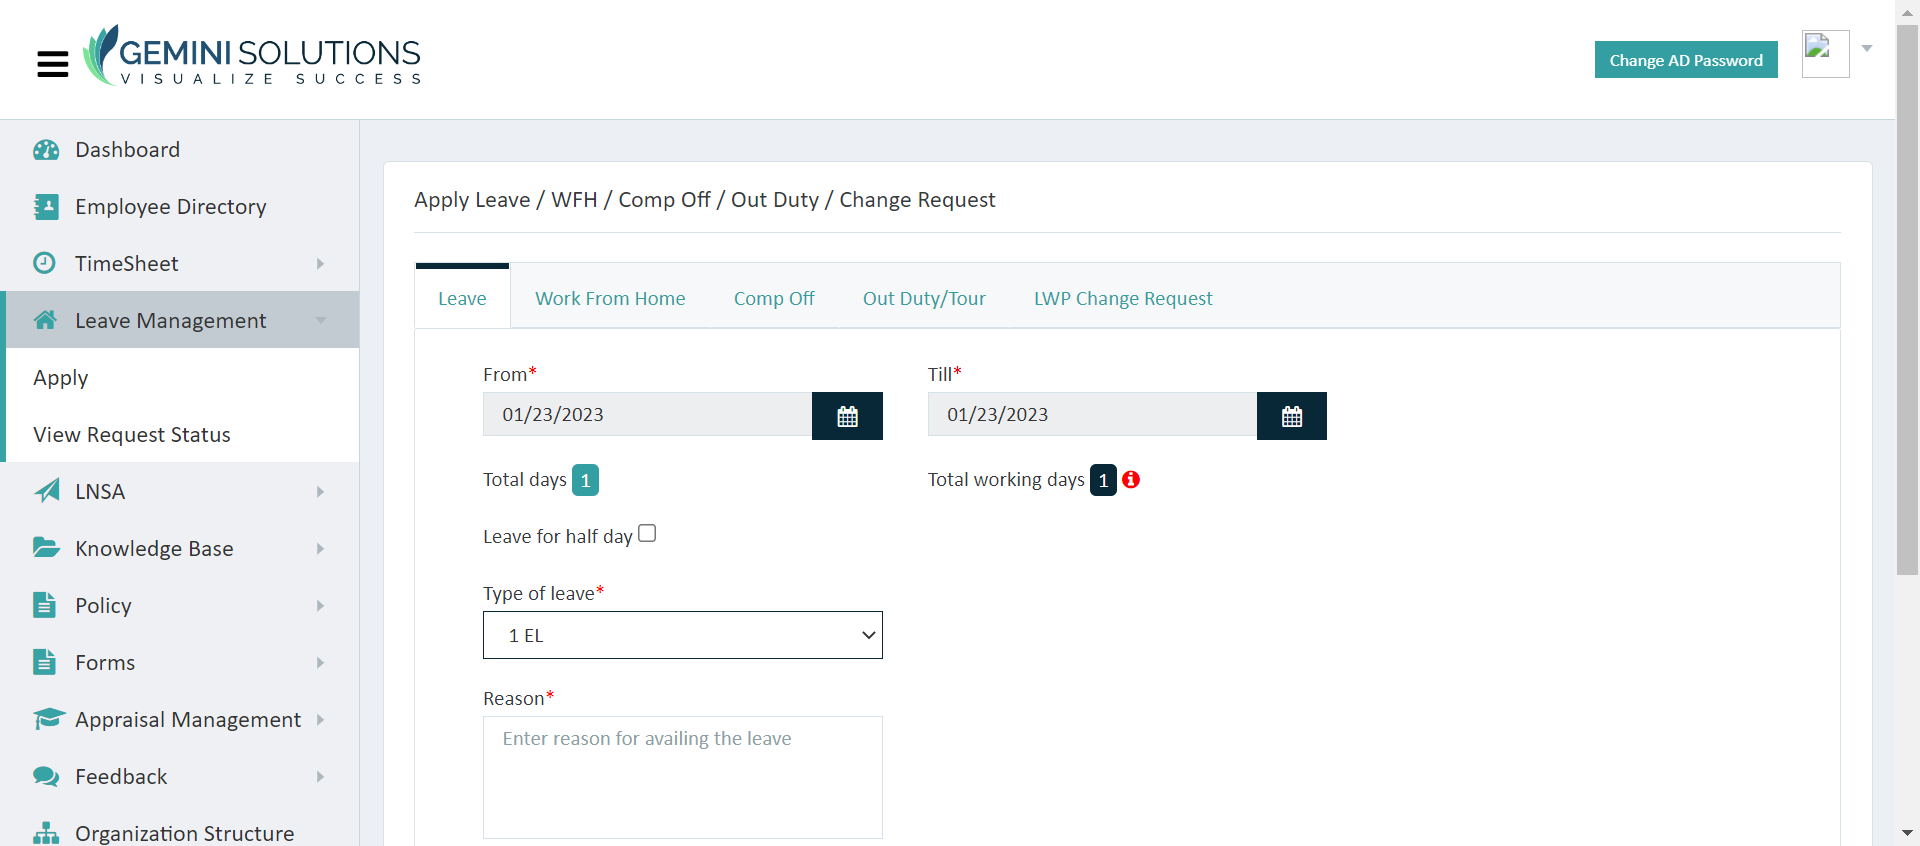 GEMINI SOLUTIONS
VISUALIZE SUCCESS
Change AD Password
Dashboard
Employee Directory
TimeSheet
Leave Management
Apply
View Request Status
LNSA
Knowledge Base
Policy
Forms
Appraisal Management
Feedback
Organization Structure
Apply Leave / WFH / Comp Off / Out Duty / Change Request
Leave Work From Home Comp Off Out Duty/Tour LWP Change Request
From* Till*
01/23/2023 01/23/2023
Total days 1 Total working days 1
Leave for half day
Type of leave*
1 EL
Reason*
Enter reason for availing the leave